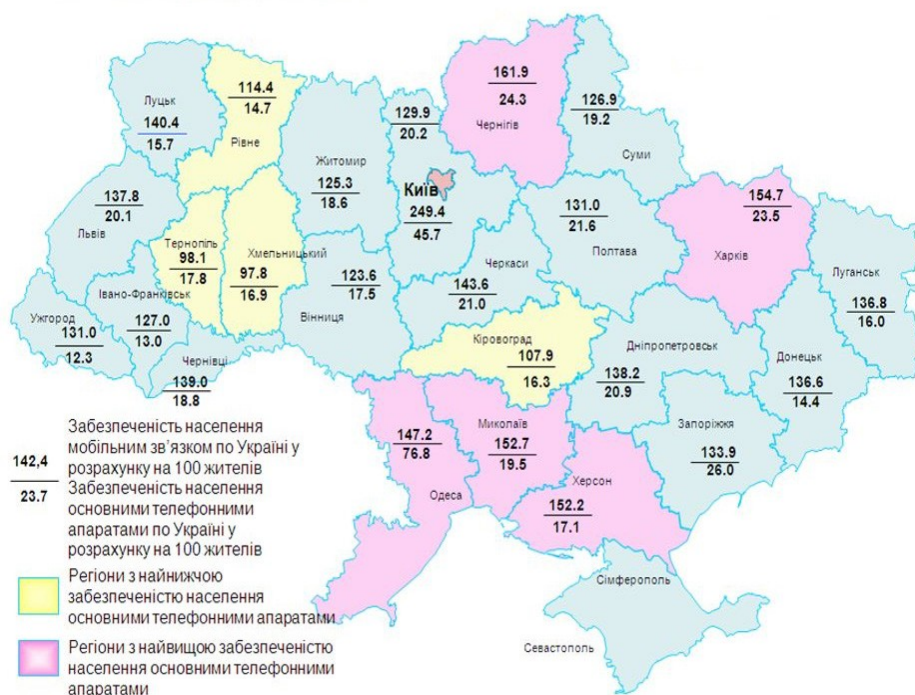 161.9
24.3
Чернігів
114.4
14.7
Рівне
126.9
19.2
Суми
Луцьк
140.4
15.7
129.9
20.2
Житомир
125.3
18.6
Київ
249.4
45.7
137.8
20.1
Львів
131.0
21.6
Полтава
154.7
23.5
Харків
Тернопіль
98.1
17.8
Хмельницький
97.8
16.9
123.6
17.5
Вінниця
Черкаси
143.6
21.0
Луганськ
136.8
16.0
Івано-Франківськ
127.0
13.0
Ужгород
131.0
12.3
Чернівці
139.0
18.8
Кіровоград
107.9
16.3
Дніпропетровськ
138.2
20.9
Донецьк
136.6
14.4
147.2
76.8
Одеса
Миколаїв
152.7
19.5
Херсон
152.2
17.1
Запоріжжя
133.9
26.0
Сімферополь
Севастополь
142,4
23.7
Забезпеченість населення
мобільним зв’язком по Україні у
розрахунку на 100 жителів
Забезпеченість населення
основними телефонними
апаратами по Україні у
розрахунку на 100 жителів
Регіони з найнижчою
забезпеченістю населення
основними телефонними апаратами
Регіони з найвищою забезпеченістю
населення основними телефонними
апаратами